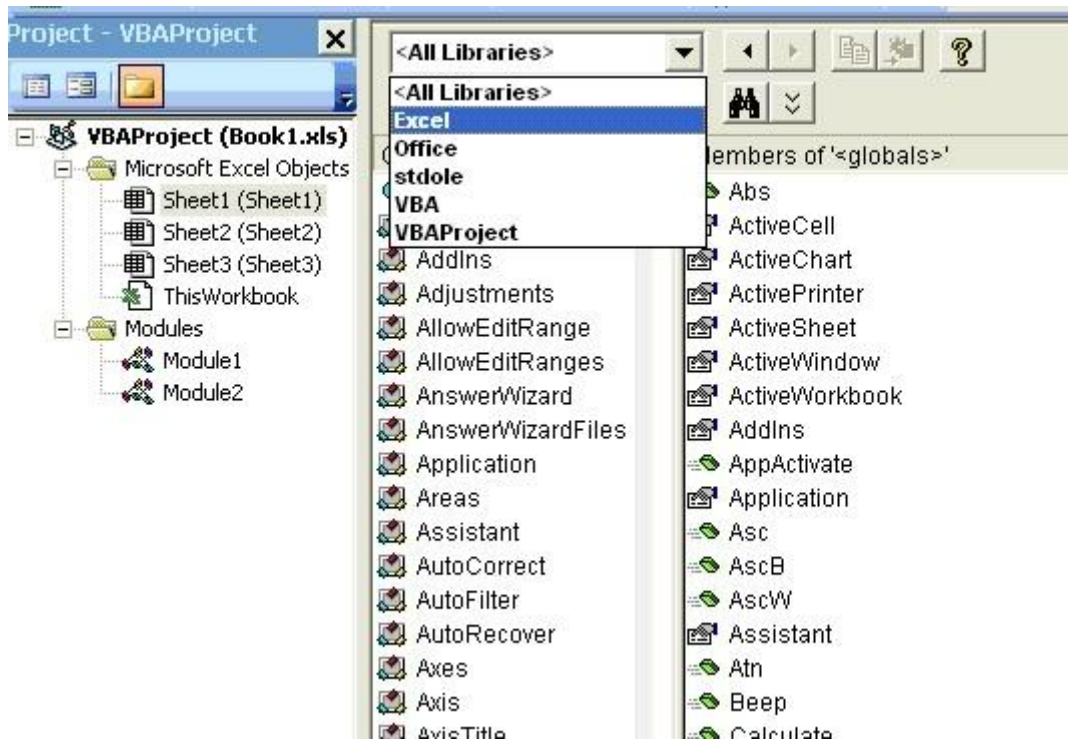 Project - VBAProject
VBAProject (Book1.xls)
Microsoft Excel Objects
Sheet1 (Sheet1)
Sheet2 (Sheet2)
Sheet3 (Sheet3)
ThisWorkbook
Modules
Module1
Module2
<All Libraries>
<All Libraries>
Excel
Office
stdole
VBA
VBAProject
AddIns
Adjustments
AllowEditRange
AllowEditRanges
AnswerWizard
AnswerWizardFiles
Application
Areas
Assistant
AutoCorrect
AutoFilter
AutoRecover
Axes
Axis
AxisTitle
embers of '<globals>'
Abs
ActiveCell
ActiveChart
ActivePrinter
ActiveSheet
ActiveWindow
ActiveWorkbook
AddIns
AppActivate
Application
Asc
AscB
AscW
Assistant
Atn
Beep
Calculate